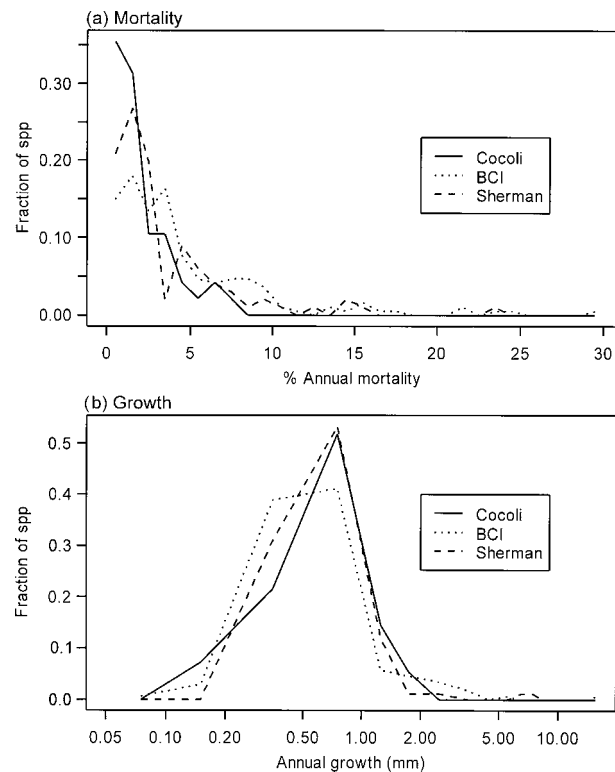 (a) Mortality
Fraction of spp
0.30
0.20
0.10
0.00
Cocoli
BCI
Sherman
0 5 10 15 20 25 30
% Annual mortality
(b) Growth
Fraction of spp
0.5
0.4
0.3
0.2
0.1
0.0
Cocoli
BCI
Sherman
0.05 0.10 0.20 0.50 1.00 2.00 5.00 10.00
Annual growth (mm)